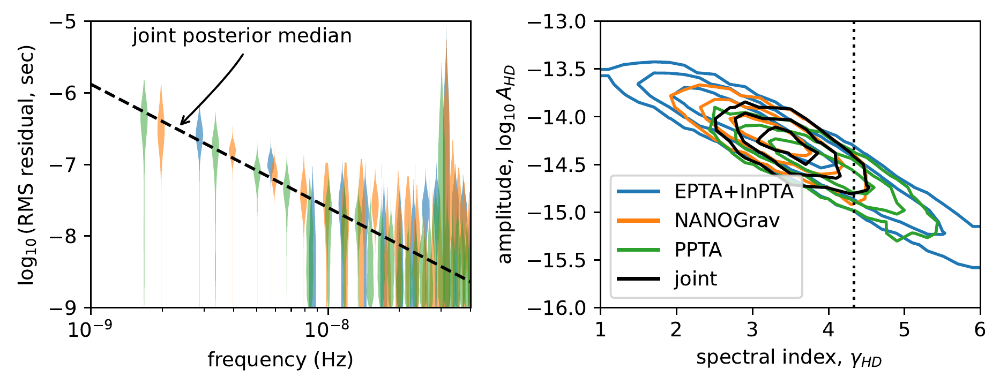 −5
−6
−7
−8
−9
log₁₀(RMS residual, sec)
joint posterior median
10⁻⁹
10⁻⁸
frequency (Hz)
−13.0
−13.5
−14.0
−14.5
−15.0
−15.5
−16.0
amplitude, log₁₀ A_HD
EPTA+InPTA
NANOGrav
PPTA
joint
1 2 3 4 5 6
spectral index, γ_HD